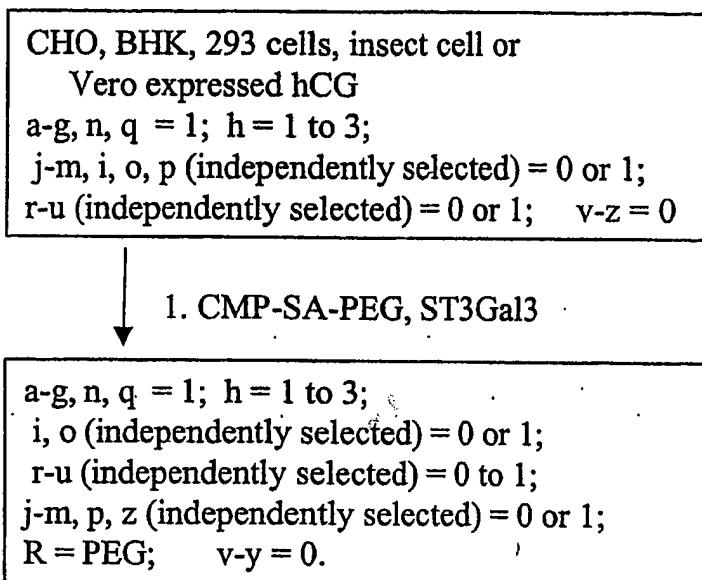 CHO, BHK, 293 cells, insect cell or
Vero expressed hCG
a-g, n, q = 1; h = 1 to 3;
j-m, i, o, p (independently selected) = 0 or 1;
r-u (independently selected) = 0 or 1; v-z = 0
1. CMP-SA-PEG, ST3Gal3
a-g, n, q = 1; h = 1 to 3;
i, o (independently selected) = 0 or 1;
r-u (independently selected) = 0 to 1;
j-m, p, z (independently selected) = 0 or 1;
R = PEG; v-y = 0.